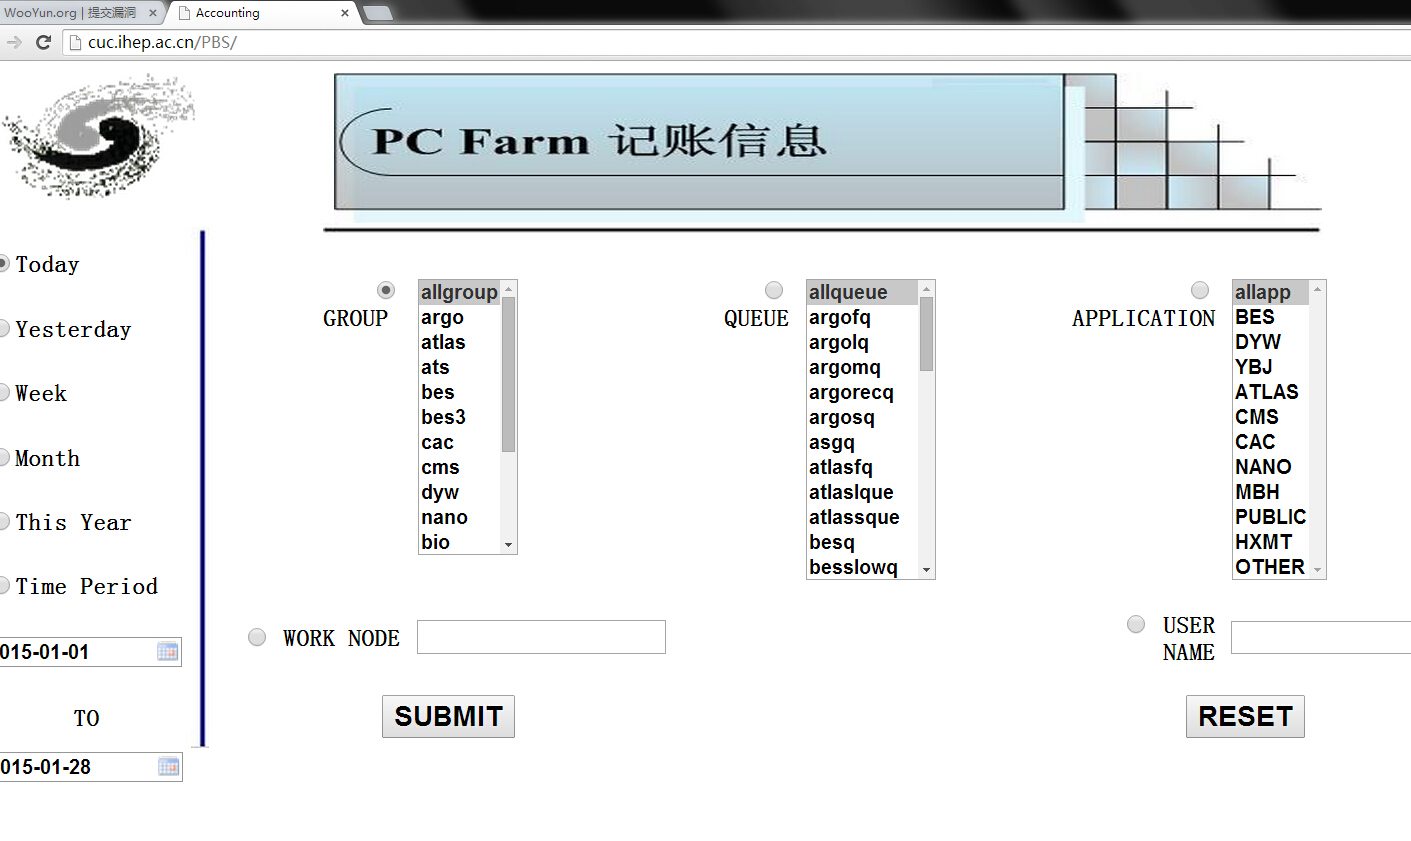 WooYun.org | 提交漏洞
Accounting
cuc.ihep.ac.cn/PBS/
PC Farm 记账信息
Today
Yesterday
Week
Month
This Year
Time Period
015-01-01
TO
015-01-28
GROUP
allgroup
argo
atlas
ats
bes
bes3
cac
cms
dyw
nano
bio
QUEUE
allqueue
argofq
argolq
argomq
argorecq
argosq
asgq
atlasfq
atlaslque
atlassque
besq
besslowq
APPLICATION
allapp
BES
DYW
YBJ
ATLAS
CMS
CAC
NANO
MBH
PUBLIC
HXMT
OTHER
WORK NODE
USER
NAME
SUBMIT
RESET